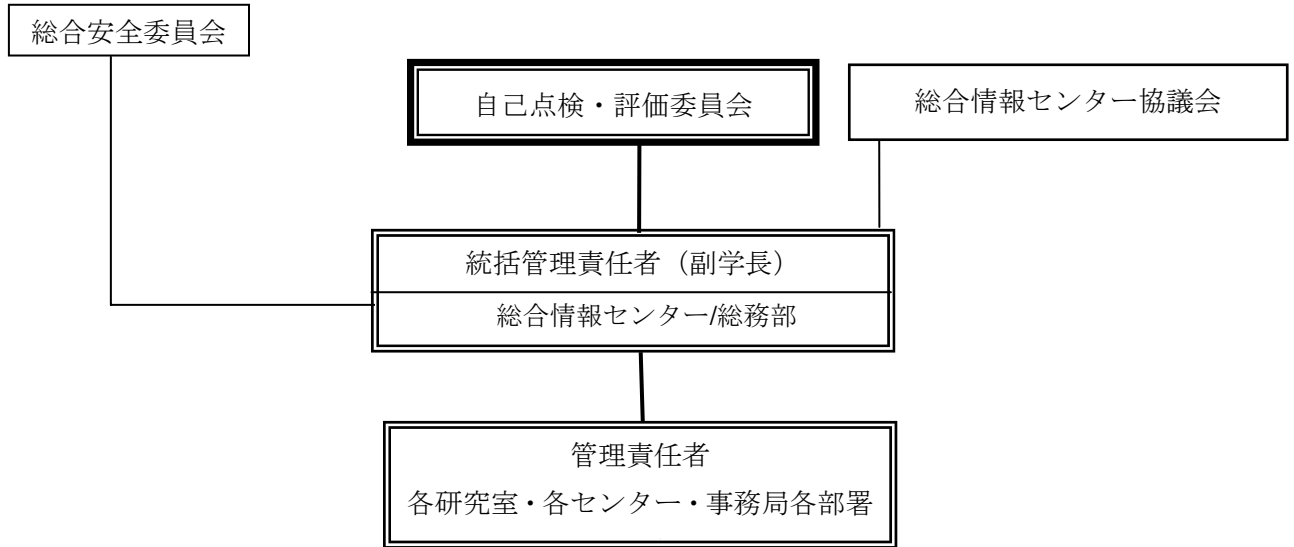 総合安全委員会
自己点検・評価委員会
総合情報センター協議会
統括管理責任者（副学長）
総合情報センター/総務部
管理責任者
各研究室・各センター・事務局各部署